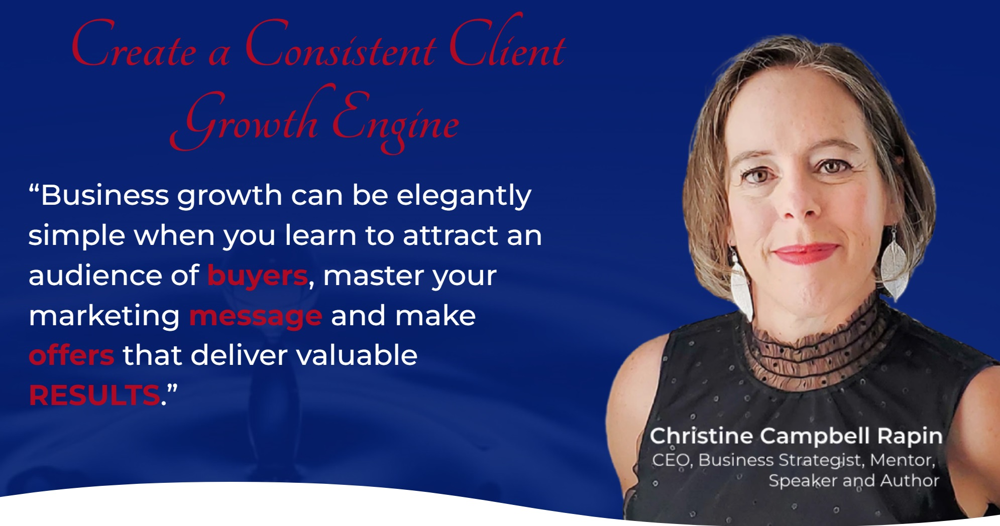 Create a Consistent Client
Growth Engine
“Business growth can be elegantly
simple when you learn to attract an
audience of buyers, master your
marketing message and make
offers that deliver valuable
RESULTS.”
Christine Campbell Rapin
CEO, Business Strategist, Mentor,
Speaker and Author